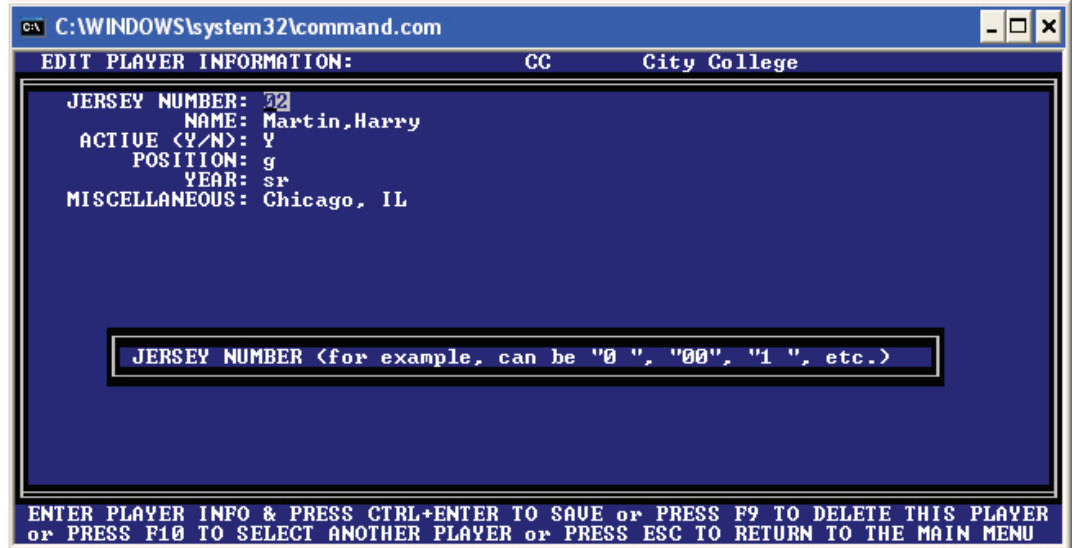 C:\WINDOWS\system32\command.com
EDIT PLAYER INFORMATION: CC City College
JERSEY NUMBER: 02
NAME: Martin,Harry
ACTIVE (Y/N): Y
POSITION: g
YEAR: sr
MISCELLANEOUS: Chicago, IL
JERSEY NUMBER (for example, can be "0 ", "00", "1 ", etc.)
ENTER PLAYER INFO & PRESS CTRL+ENTER TO SAVE or PRESS F9 TO DELETE THIS PLAYER
or PRESS F10 TO SELECT ANOTHER PLAYER or PRESS ESC TO RETURN TO THE MAIN MENU